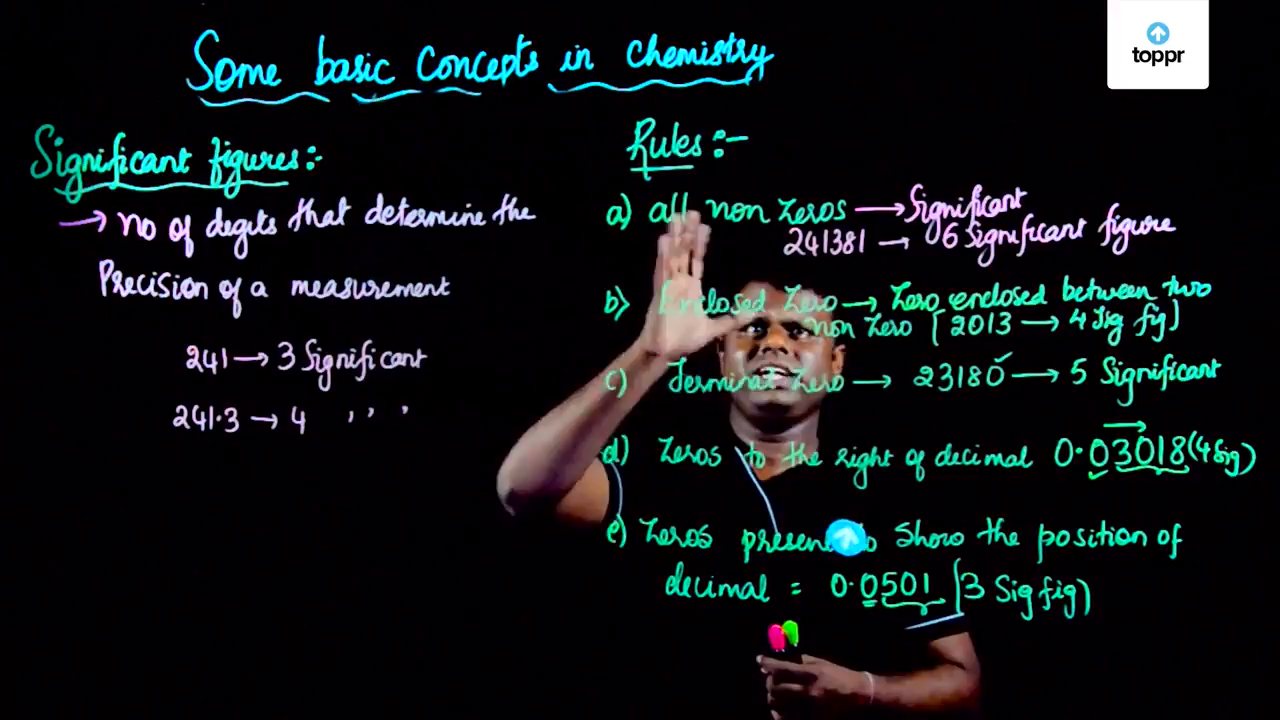 Some basic Concepts in Chemistry
toppr
Significant figures:-
→ no of degits that determine the
Precision of a measurement
241 → 3 Significant
241.3 → 4 , , ,
Rules :-
a) all non Zeros → Significant
241381 → 6 Significant figure
b) Enclosed Zero → Zero enclosed between two
non Zero [2013 → 4 Sig fig]
c) Terminal Zero → 23180 → 5 Significant
d) Zeros to the right of decimal 0.03018 (4 Sig)
e) Zeros present to show the position of
decimal = 0.0501 (3 Sig fig)